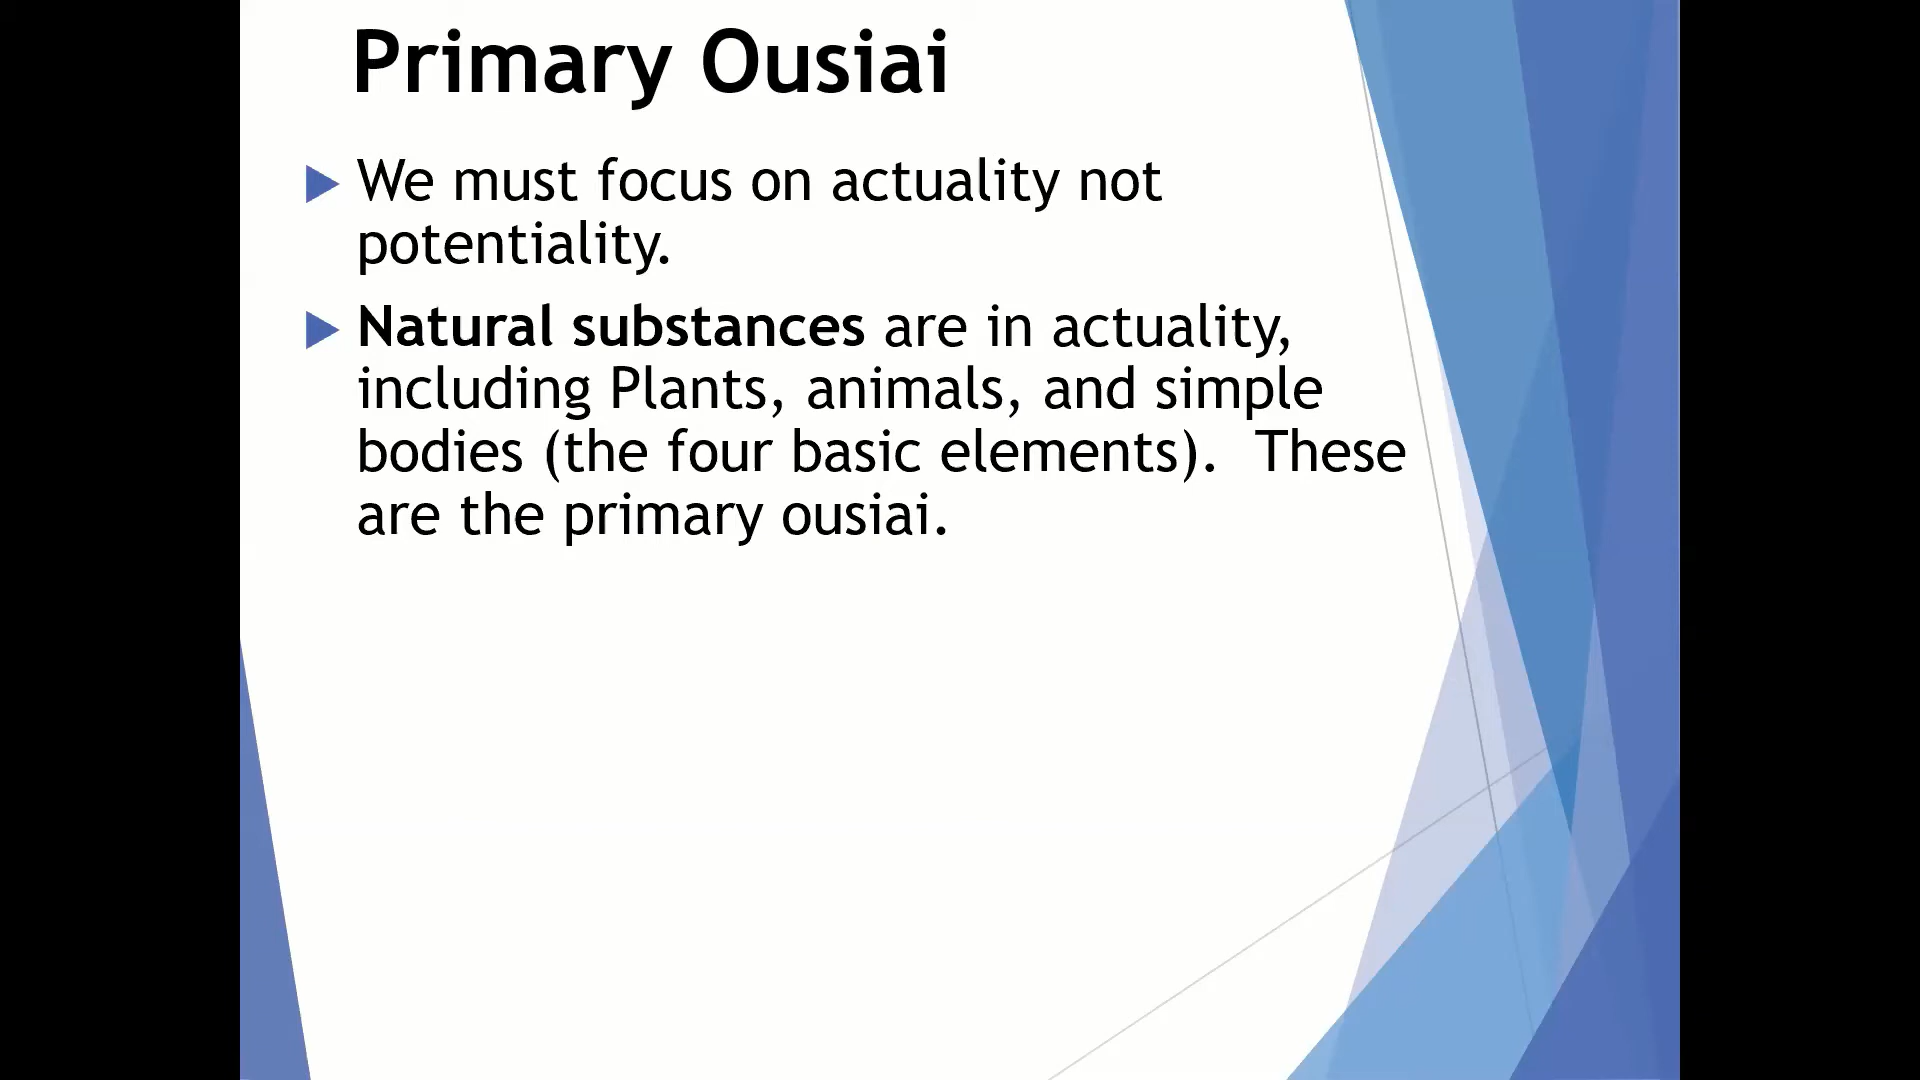 Primary Ousiai
We must focus on actuality not
potentiality.
Natural substances are in actuality,
including Plants, animals, and simple
bodies (the four basic elements).  These
are the primary ousiai.